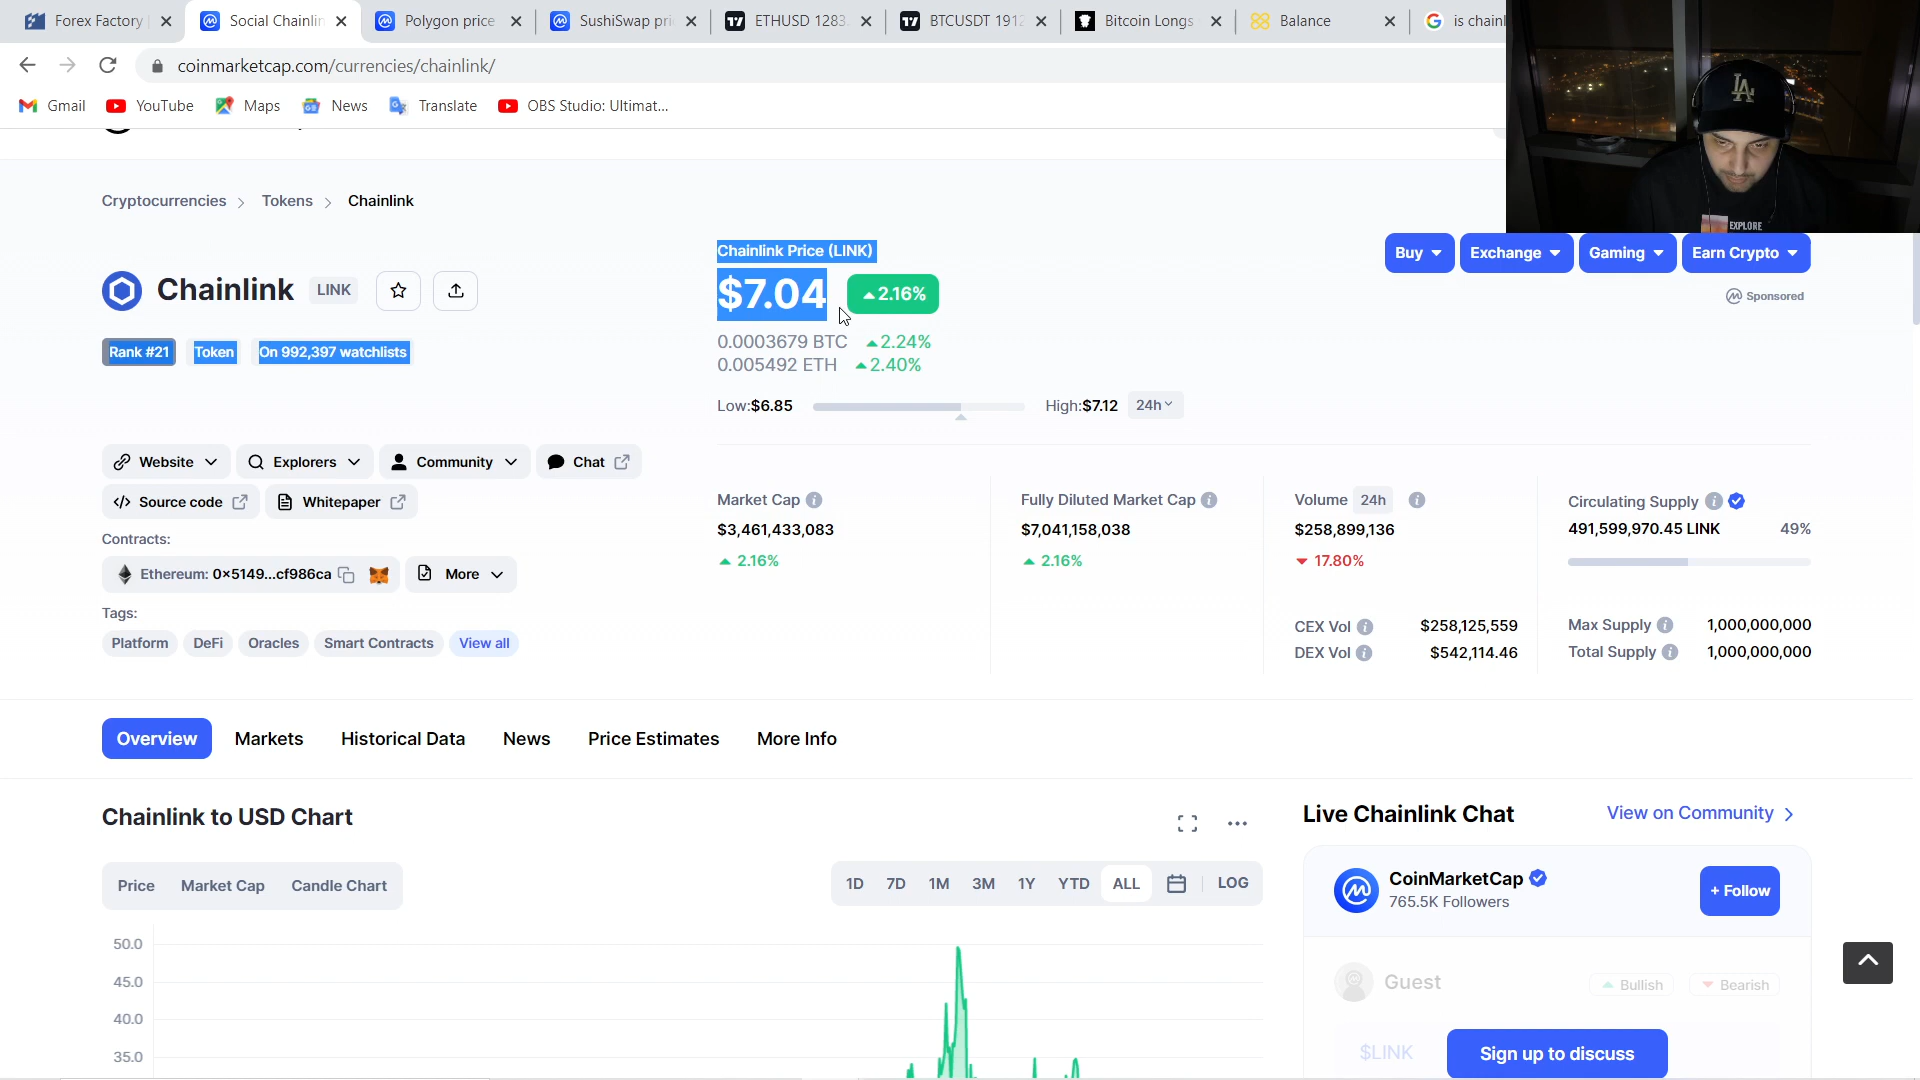 Forex Factory
Social Chainlin
Polygon price
SushiSwap pri
ETHUSD 1283
BTCUSDT 1912
Bitcoin Longs
Balance
is chainl
coinmarketcap.com/currencies/chainlink/
Gmail
YouTube
Maps
News
Translate
OBS Studio: Ultimat...
LA
EXPLORE
Cryptocurrencies > Tokens > Chainlink
Chainlink LINK
Rank #21 Token On 992,397 watchlists
Chainlink Price (LINK)
$7.04 2.16%
0.0003679 BTC 2.24%
0.005492 ETH 2.40%
Low:$6.85 High:$7.12 24h
Buy Exchange Gaming Earn Crypto
Sponsored
Website Explorers Community Chat
Source code Whitepaper
Contracts:
Ethereum: 0x5149...cf986ca More
Tags:
Platform DeFi Oracles Smart Contracts View all
Market Cap
$3,461,433,083
2.16%
Fully Diluted Market Cap
$7,041,158,038
2.16%
Volume 24h
$258,899,136
17.80%
CEX Vol $258,125,559
DEX Vol $542,114.46
Circulating Supply
491,599,970.45 LINK 49%
Max Supply 1,000,000,000
Total Supply 1,000,000,000
Overview Markets Historical Data News Price Estimates More Info
Chainlink to USD Chart
Price Market Cap Candle Chart
1D 7D 1M 3M 1Y YTD ALL LOG
50.0
45.0
40.0
35.0
Live Chainlink Chat View on Community >
CoinMarketCap
765.5K Followers
+ Follow
Guest Bullish Bearish
$LINK
Sign up to discuss